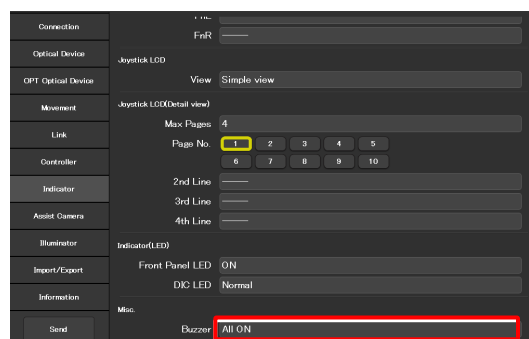 Connection
Optical Device
OPT Optical Device
Movement
Link
Controller
Indicator
Assist Camera
Illuminator
Import/Export
Information
Send
FnR ——
Joystick LCD
View Simple view
Joystick LCD(Detail view)
Max Pages 4
Page No. 1 2 3 4 5
6 7 8 9 10
2nd Line ——
3rd Line ——
4th Line ——
Indicator(LED)
Front Panel LED ON
DIC LED Normal
Misc.
Buzzer All ON